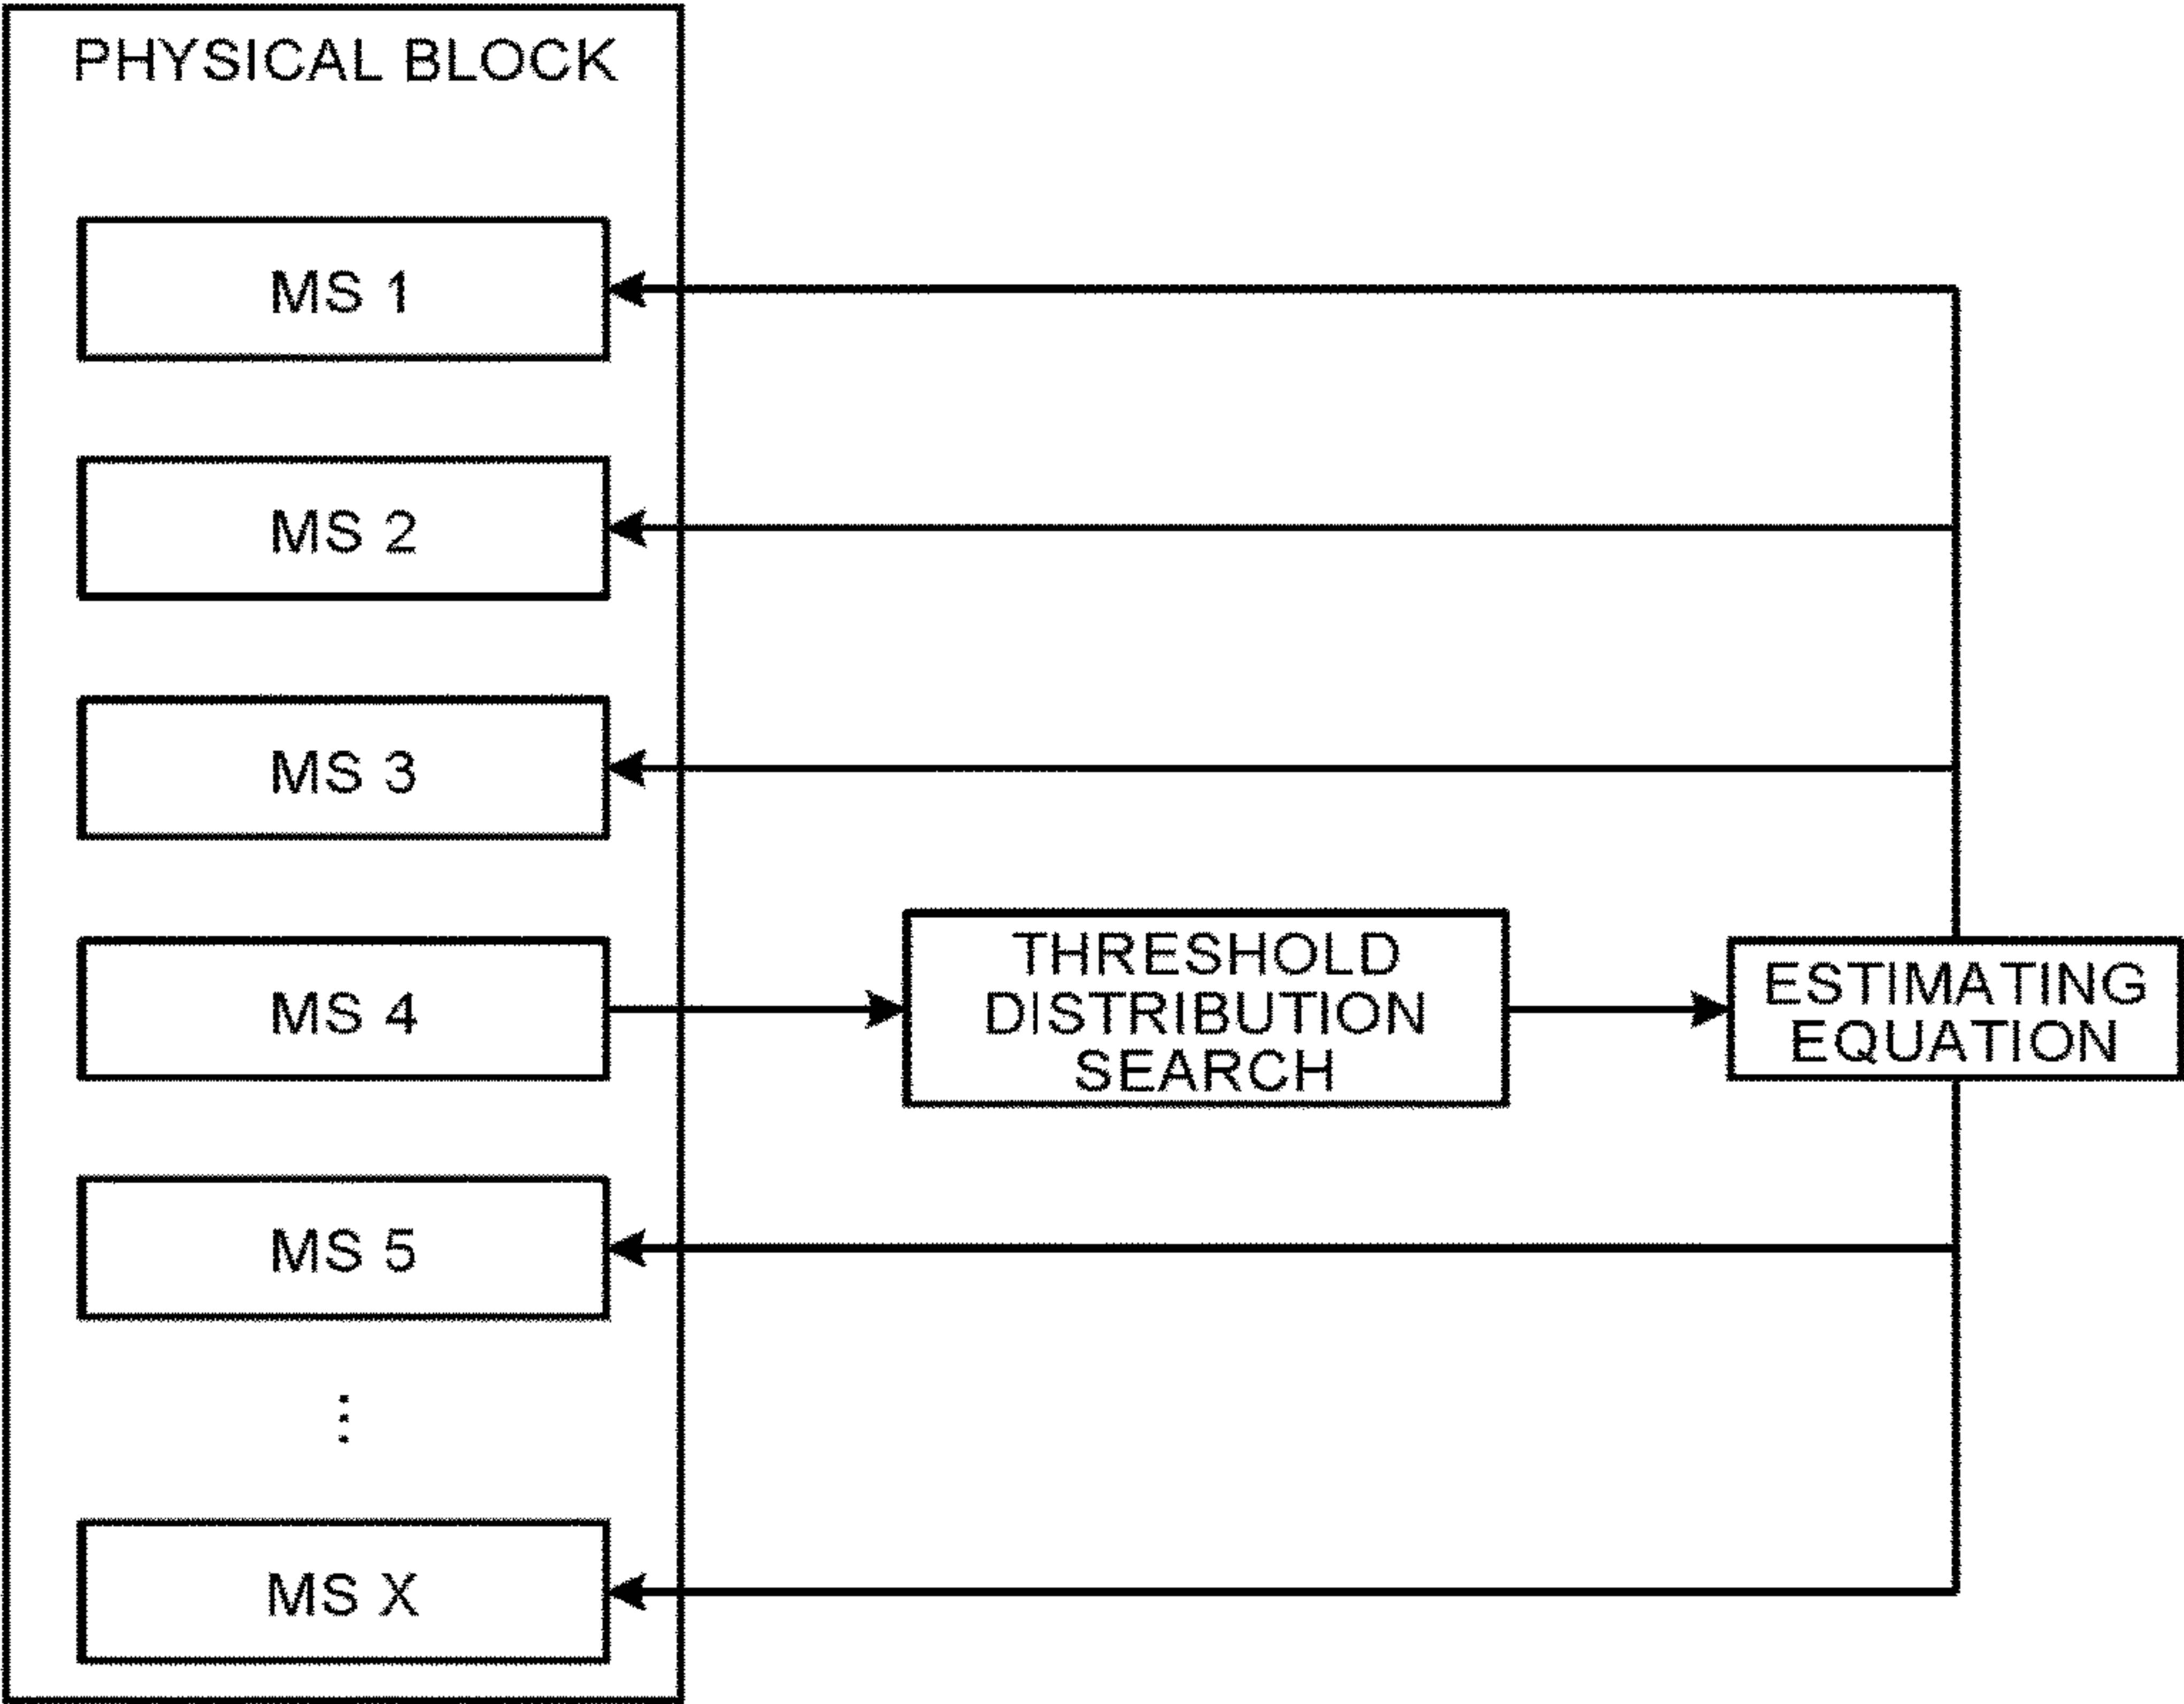 PHYSICAL BLOCK
MS 1
MS 2
MS 3
MS 4
THRESHOLD
DISTRIBUTION
SEARCH
ESTIMATING
EQUATION
MS 5
MS X